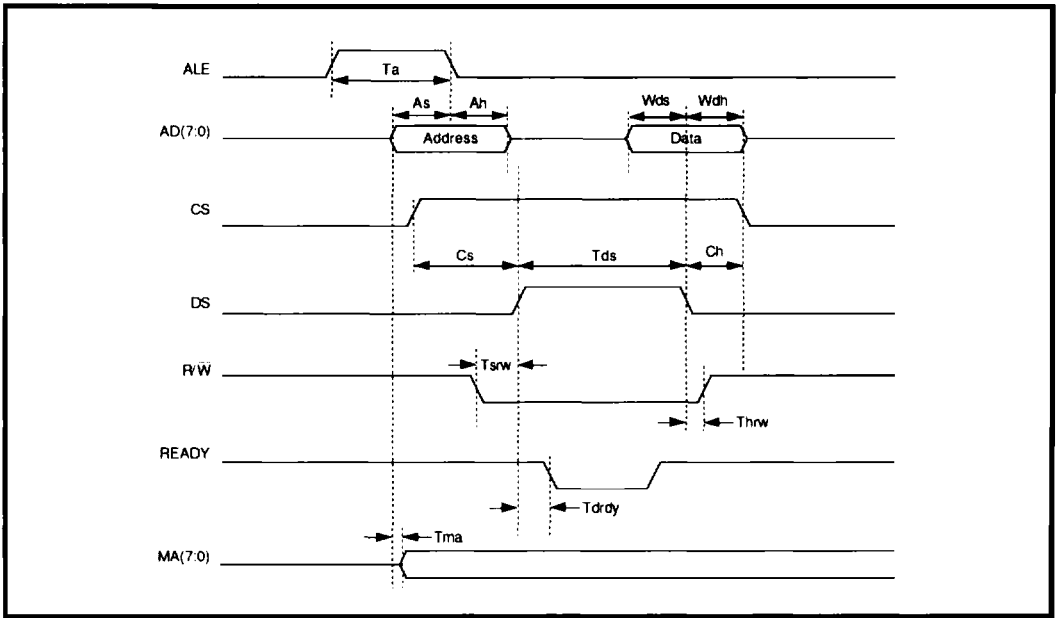 ALE
Ta
As Ah Wds Wdh
AD(7:0) Address Data
CS
Cs Tds Ch
DS
Tsrw
R/W̅
Thrw
READY
Tdrdy
Tma
MA(7:0)